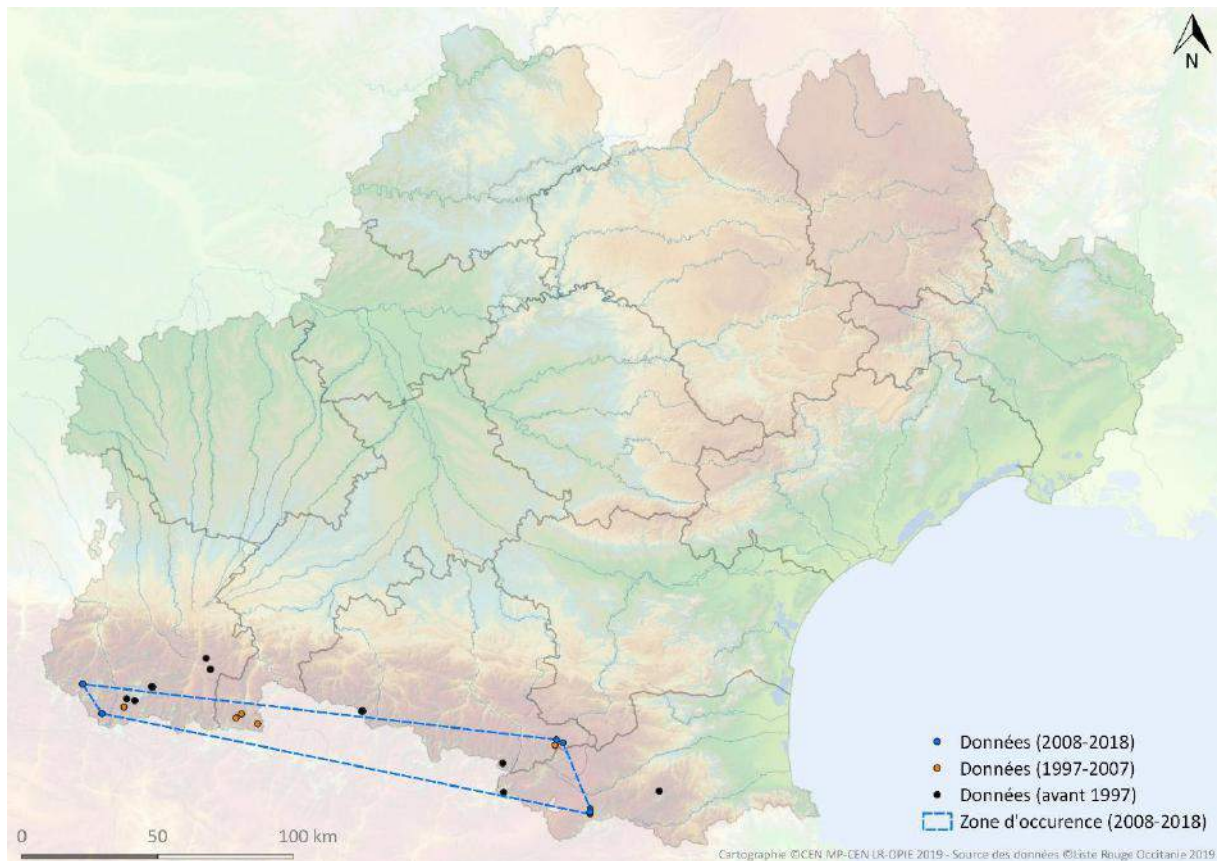 N
Données (2008-2018)
Données (1997-2007)
Données (avant 1997)
Zone d'occurence (2008-2018)
0 50 100 km
Cartographie ©CEN MP-CEN LR-OPIE 2019 - Source des données ©Liste Rouge Occitanie 2019